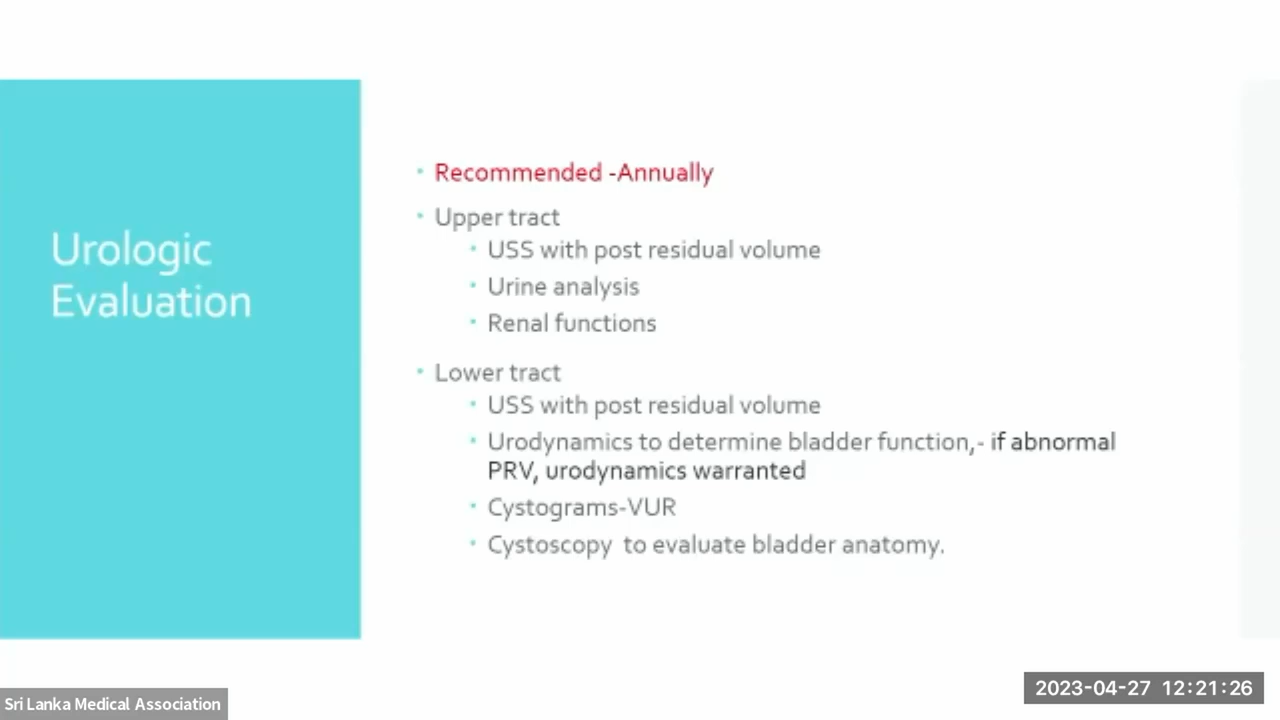 Urologic
Evaluation
Recommended -Annually
Upper tract
USS with post residual volume
Urine analysis
Renal functions
Lower tract
USS with post residual volume
Urodynamics to determine bladder function,- if abnormal
PRV, urodynamics warranted
Cystograms-VUR
Cystoscopy to evaluate bladder anatomy.
Sri Lanka Medical Association
2023-04-27 12:21:26